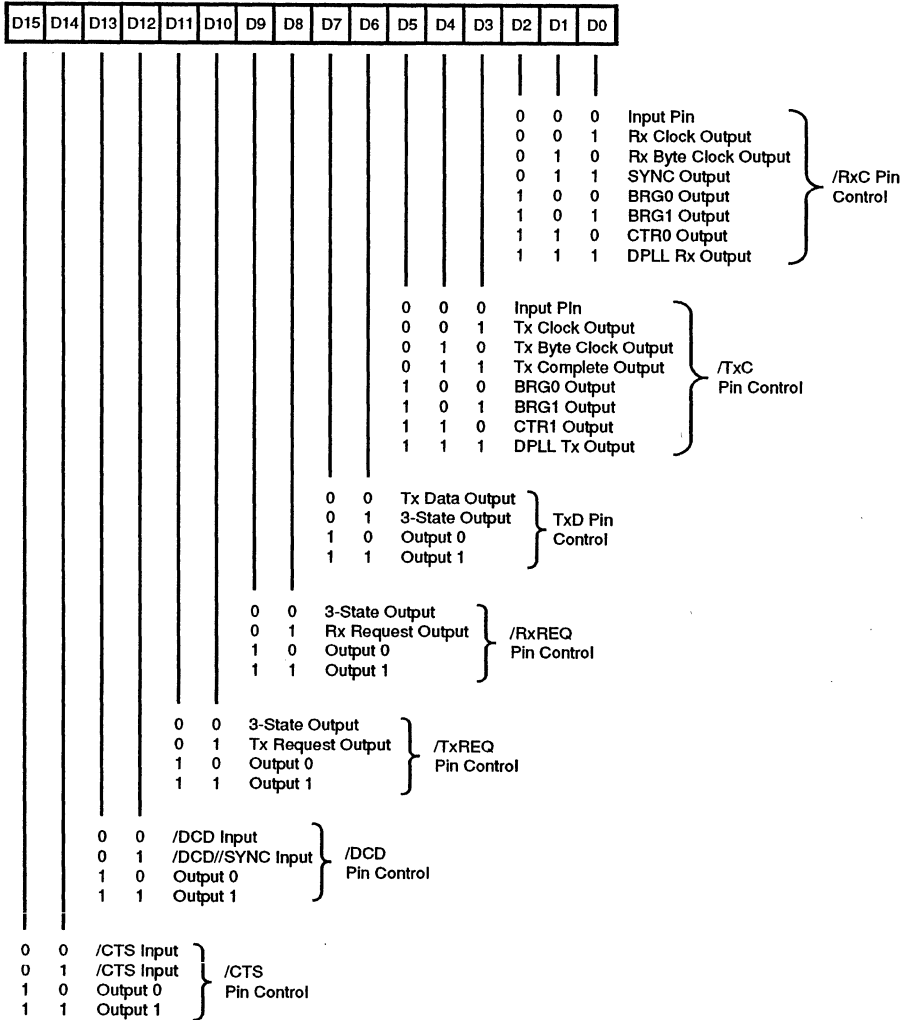 D15 D14 D13 D12 D11 D10 D9 D8 D7 D6 D5 D4 D3 D2 D1 D0
0 0 0 Input Pin
0 0 1 Rx Clock Output
0 1 0 Rx Byte Clock Output
0 1 1 SYNC Output
1 0 0 BRG0 Output
1 0 1 BRG1 Output
1 1 0 CTR0 Output
1 1 1 DPLL Rx Output
/RxC Pin
Control
0 0 0 Input Pin
0 0 1 Tx Clock Output
0 1 0 Tx Byte Clock Output
0 1 1 Tx Complete Output
1 0 0 BRG0 Output
1 0 1 BRG1 Output
1 1 0 CTR1 Output
1 1 1 DPLL Tx Output
/TxC
Pin Control
0 0 Tx Data Output
0 1 3-State Output
1 0 Output 0
1 1 Output 1
TxD Pin
Control
0 0 3-State Output
0 1 Rx Request Output
1 0 Output 0
1 1 Output 1
/RxREQ
Pin Control
0 0 3-State Output
0 1 Tx Request Output
1 0 Output 0
1 1 Output 1
/TxREQ
Pin Control
0 0 /DCD Input
0 1 /DCD//SYNC Input
1 0 Output 0
1 1 Output 1
/DCD
Pin Control
0 0 /CTS Input
0 1 /CTS Input
1 0 Output 0
1 1 Output 1
/CTS
Pin Control